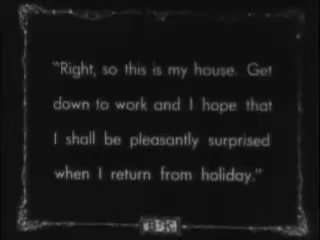 "Right, so this is my house. Get
down to work and I hope that
I shall be pleasantly surprised
when I return from holiday."